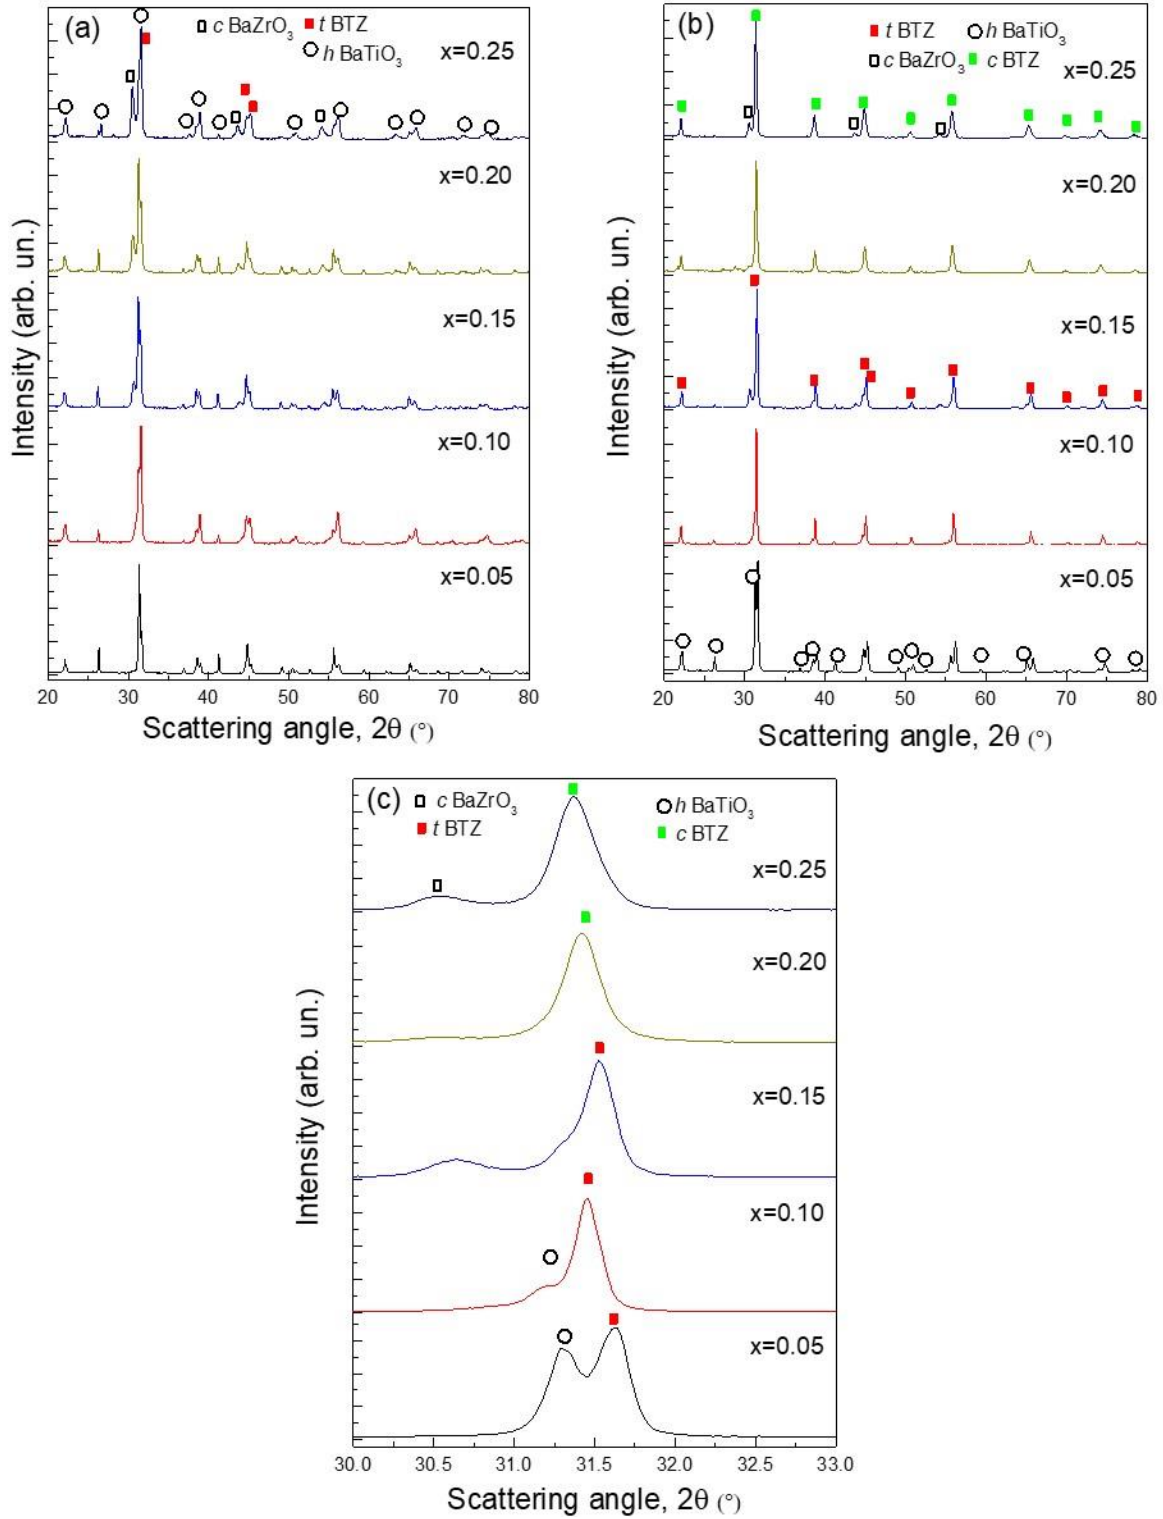 (a)
c BaZrO₃
t BTZ
h BaTiO₃
x=0.25
x=0.20
x=0.15
x=0.10
x=0.05
Intensity (arb. un.)
20 30 40 50 60 70 80
Scattering angle, 2θ (°)
(b)
t BTZ
h BaTiO₃
c BaZrO₃
c BTZ
x=0.25
x=0.20
x=0.15
x=0.10
x=0.05
Intensity (arb. un.)
20 30 40 50 60 70 80
Scattering angle, 2θ (°)
(c)
c BaZrO₃
h BaTiO₃
t BTZ
c BTZ
x=0.25
x=0.20
x=0.15
x=0.10
x=0.05
Intensity (arb. un.)
30.0 30.5 31.0 31.5 32.0 32.5 33.0
Scattering angle, 2θ (°)